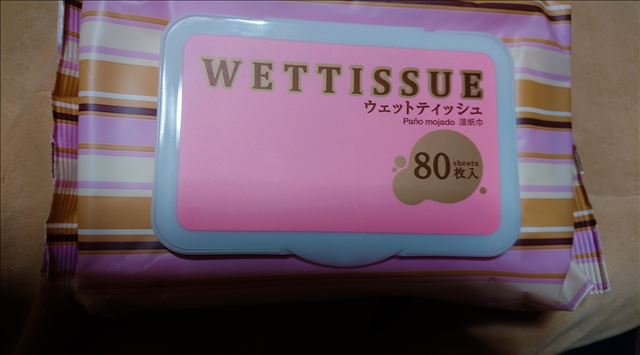 WETTISSUE
ウェットティッシュ
Paño mojado 湿紙巾
80 sheets
枚入